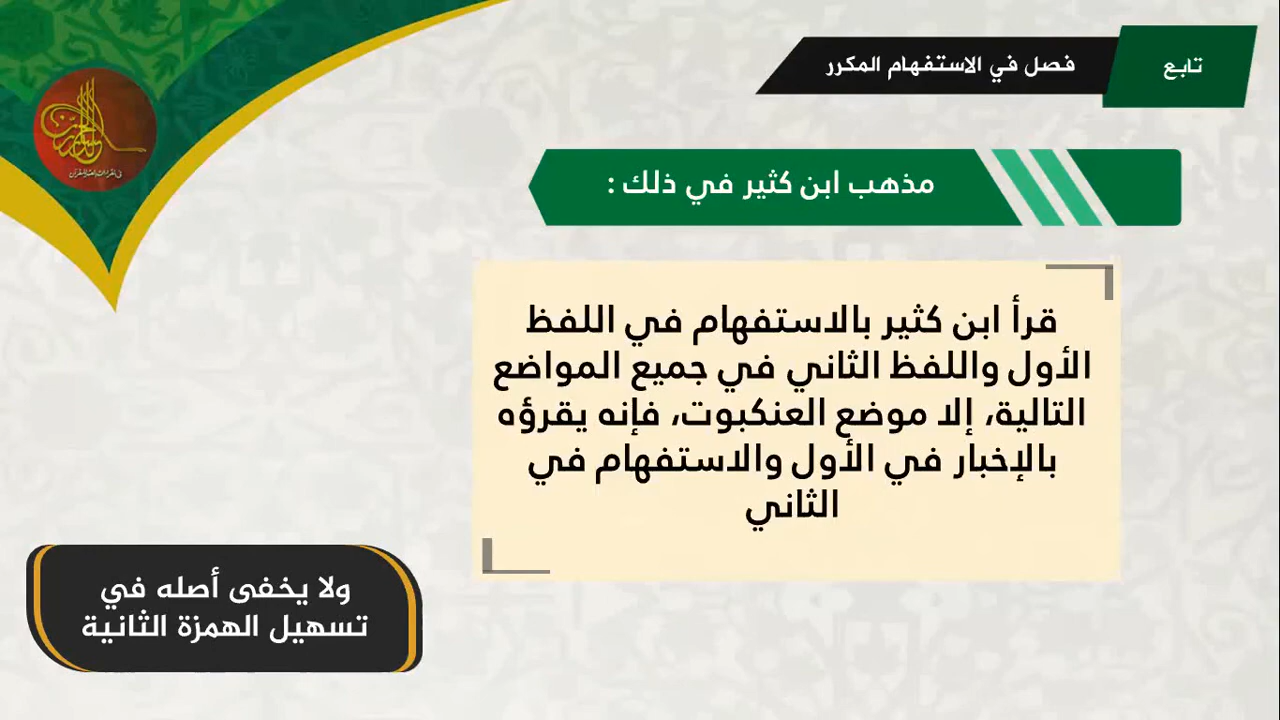 تابع
فصل في الاستفهام المكرر
مذهب ابن كثير في ذلك :
قرأ ابن كثير بالاستفهام في اللفظ
الأول واللفظ الثاني في جميع المواضع
التالية، إلا موضع العنكبوت، فإنه يقرؤه
بالإخبار في الأول والاستفهام في
الثاني
ولا يخفى أصله في
تسهيل الهمزة الثانية